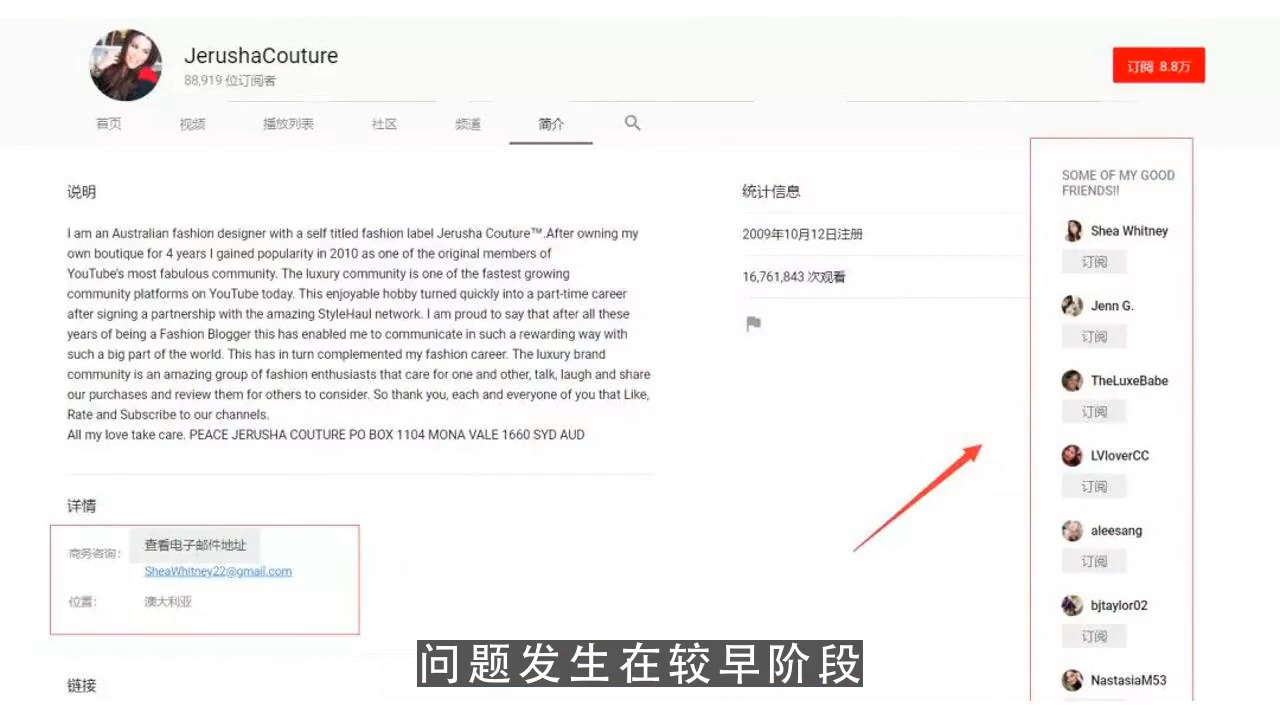 JerushaCouture
88,919 位订阅者
订阅 8.8万
首页 视频 播放列表 社区 频道 简介
说明
I am an Australian fashion designer with a self titled fashion label Jerusha Couture™.After owning my
own boutique for 4 years I gained popularity in 2010 as one of the original members of
YouTube's most fabulous community. The luxury community is one of the fastest growing
community platforms on YouTube today. This enjoyable hobby turned quickly into a part-time career
after signing a partnership with the amazing StyleHaul network. I am proud to say that after all these
years of being a Fashion Blogger this has enabled me to communicate in such a rewarding way with
such a big part of the world. This has in turn complemented my fashion career. The luxury brand
community is an amazing group of fashion enthusiasts that care for one and other, talk, laugh and share
our purchases and review them for others to consider. So thank you, each and everyone of you that Like,
Rate and Subscribe to our channels.
All my love take care. PEACE JERUSHA COUTURE PO BOX 1104 MONA VALE 1660 SYD AUD
详情
商务咨询: 查看电子邮件地址
SheaWhitney22@gmail.com
位置: 澳大利亚
链接
统计信息
2009年10月12日注册
16,761,843 次观看
SOME OF MY GOOD
FRIENDS!!
Shea Whitney
订阅
Jenn G.
订阅
TheLuxeBabe
订阅
LVloverCC
订阅
aleesang
订阅
bjtaylor02
订阅
NastasiaM53
问题发生在较早阶段